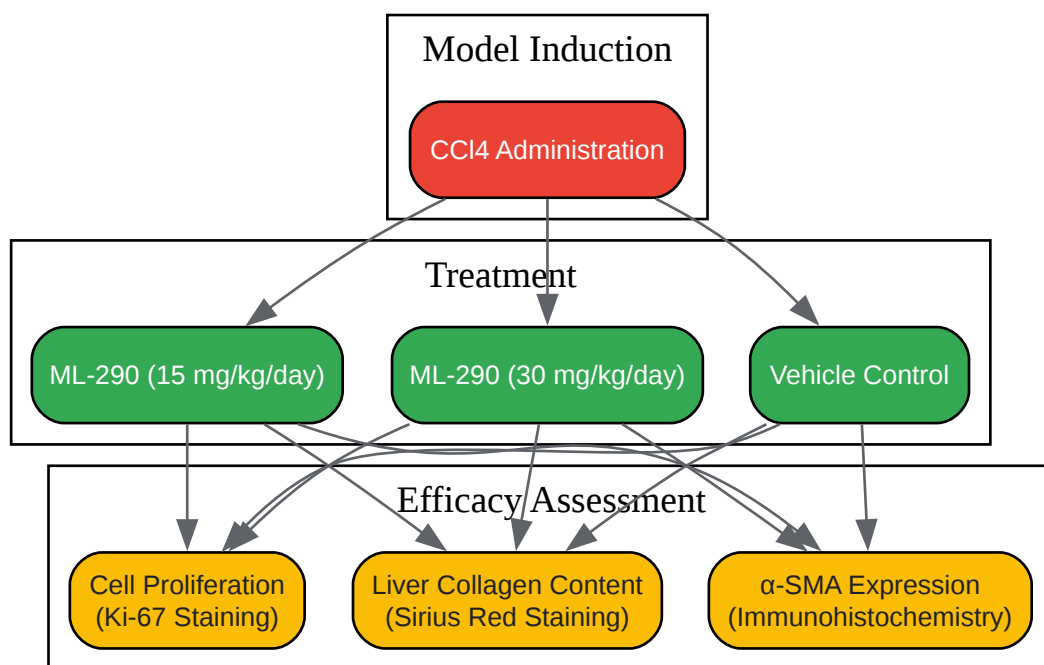 Model Induction
CCl4 Administration
Treatment
ML-290 (15 mg/kg/day)
ML-290 (30 mg/kg/day)
Vehicle Control
Efficacy Assessment
Cell Proliferation
(Ki-67 Staining)
Liver Collagen Content
(Sirius Red Staining)
α-SMA Expression
(Immunohistochemistry)